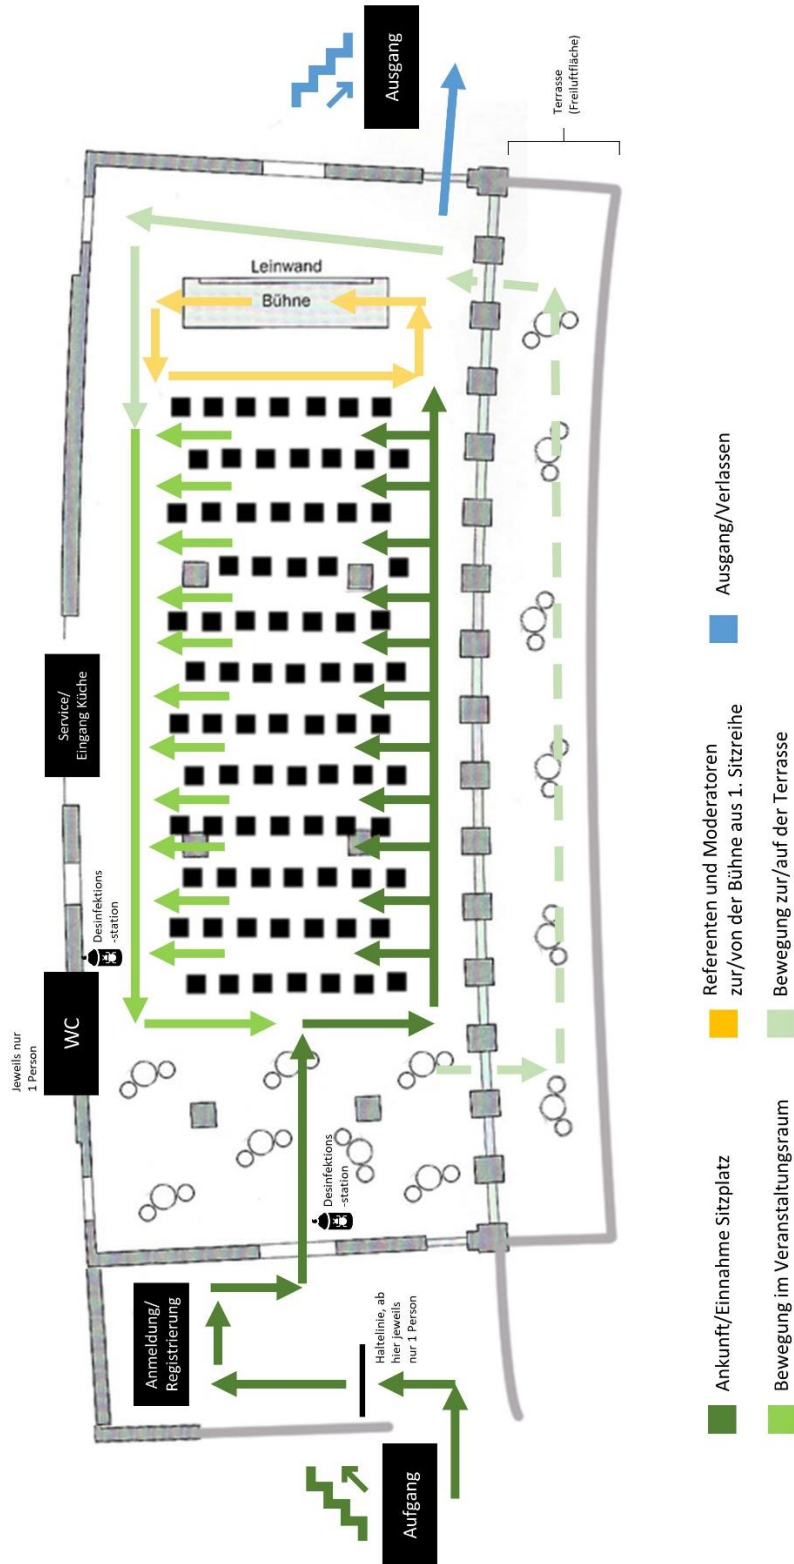 Aufgang
Haltelinie, ab
hier jeweils
nur 1 Person
Anmeldung/
Registrierung
Desinfektions
-station
Jeweils nur
1 Person
WC
Desinfektions
-station
Service/
Eingang Küche
Leinwand
Bühne
Ausgang
Terrasse
(Freiluftfläche)
Ankunft/Einnahme Sitzplatz
Bewegung im Veranstaltungsraum
Referenten und Moderatoren
zur/von der Bühne aus 1. Sitzreihe
Bewegung zur/auf der Terrasse
Ausgang/Verlassen